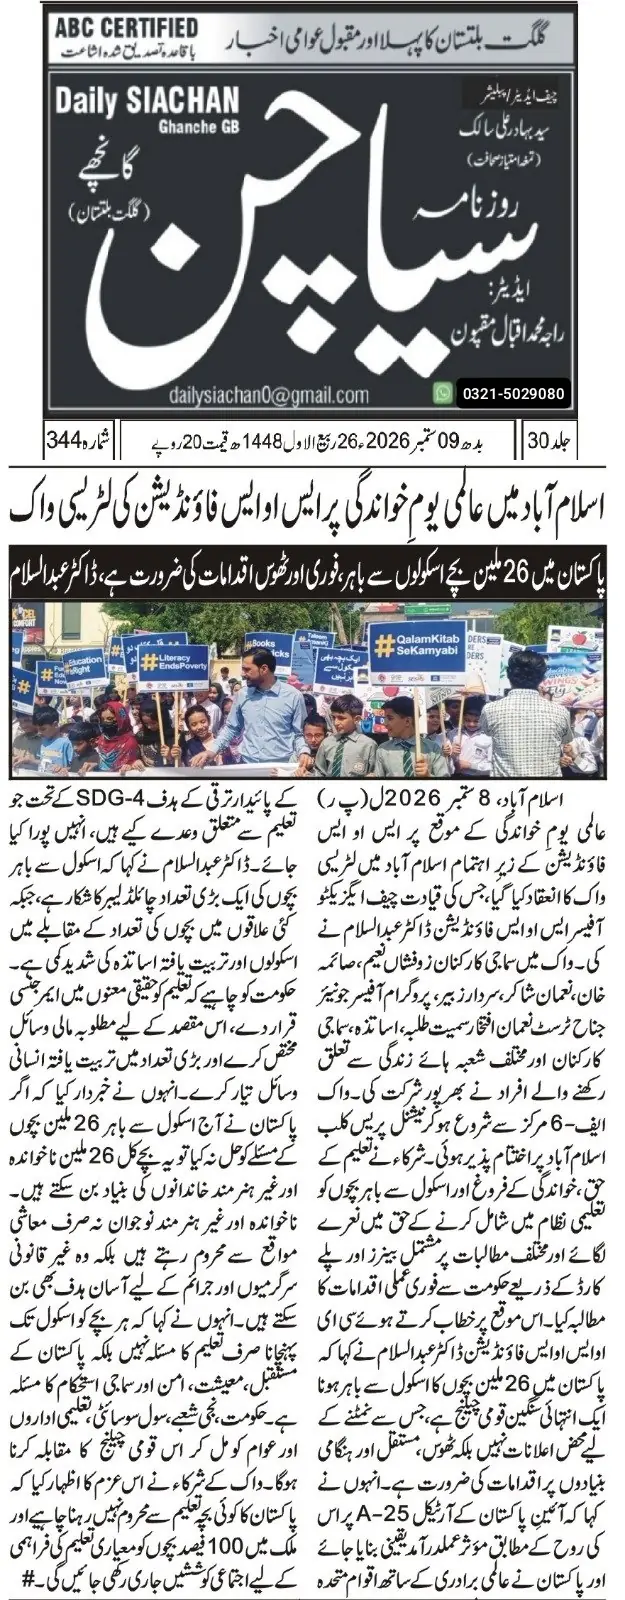 ABC CERTIFIED
باقاعدہ تصدیق شدہ اشاعت
گلگت بلتستان کا پہلا اور مقبول عوامی اخبار
Daily SIACHAN
Ghanche GB
گانچھے
(گلگت بلتستان)
چیف ایڈیٹر/پبلیشر
سید بہادر علی سالک
(تمغہ امتیاز صحافت)
روزنامہ
سیاچن
ایڈیٹر:
راجہ محمد اقبال مقپون
dailysiachan0@gmail.com
0321-5029080
جلد 30
بدھ 09 ستمبر 2026ء 26 ربیع الاول 1448ھ قیمت 20 روپے
شمارہ 344
اسلام آباد میں عالمی یومِ خواندگی پر ایس او ایس فاؤنڈیشن کی لٹریسی واک
پاکستان میں 26 ملین بچے اسکولوں سے باہر، فوری اور ٹھوس اقدامات کی ضرورت ہے، ڈاکٹر عبدالسلام
#Literacy
EndsPoverty
#Books
#QalamKitab
SeKamyabi
اسلام آباد، 8 ستمبر 2026ل (پ ر)
عالمی یومِ خواندگی کے موقع پر ایس او ایس
فاؤنڈیشن کے زیرِ اہتمام اسلام آباد میں لٹریسی
واک کا انعقاد کیا گیا، جس کی قیادت چیف ایگزیکٹو
آفیسر ایس او ایس فاؤنڈیشن ڈاکٹر عبدالسلام نے
کی۔ واک میں سماجی کارکنان زوفشاں نعیم، صائمہ
خان، نعمان شاکر، سردار زبیر، پروگرام آفیسر جونیئر
جناح ٹرسٹ نعمان افتخار سمیت طلبہ، اساتذہ، سماجی
کارکنان اور مختلف شعبہ ہائے زندگی سے تعلق
رکھنے والے افراد نے بھرپور شرکت کی۔ واک
ایف-6 مرکز سے شروع ہو کر نیشنل پریس کلب
اسلام آباد پر اختتام پذیر ہوئی۔ شرکاء نے تعلیم کے
حق، خواندگی کے فروغ اور اسکول سے باہر بچوں کو
تعلیمی نظام میں شامل کرنے کے حق میں نعرے
لگائے اور مختلف مطالبات پر مشتمل بینرز اور پلے
کارڈ کے ذریعے حکومت سے فوری عملی اقدامات کا
مطالبہ کیا۔ اس موقع پر خطاب کرتے ہوئے سی ای
او ایس او ایس فاؤنڈیشن ڈاکٹر عبدالسلام نے کہا کہ
پاکستان میں 26 ملین بچوں کا اسکول سے باہر ہونا
ایک انتہائی سنگین قومی چیلنج ہے، جس سے نمٹنے کے
لیے محض اعلانات نہیں بلکہ ٹھوس، مستقل اور ہنگامی
بنیادوں پر اقدامات کی ضرورت ہے۔ انہوں نے
کہا کہ آئینِ پاکستان کے آرٹیکل 25-A پر اس
کی روح کے مطابق مؤثر عملدرآمد یقینی بنایا جائے
اور پاکستان نے عالمی برادری کے ساتھ اقوام متحدہ
کے پائیدار ترقی کے ہدف SDG-4 کے تحت جو
تعلیم سے متعلق وعدے کیے ہیں، انہیں پورا کیا
جائے۔ ڈاکٹر عبدالسلام نے کہا کہ اسکول سے باہر
بچوں کی ایک بڑی تعداد چائلڈ لیبر کا شکار ہے، جبکہ
کئی علاقوں میں بچوں کی تعداد کے مقابلے میں
اسکولوں اور تربیت یافتہ اساتذہ کی شدید کمی ہے۔
حکومت کو چاہیے کہ تعلیم کو حقیقی معنوں میں ایمرجنسی
قرار دے، اس مقصد کے لیے مطلوبہ مالی وسائل
مختص کرے اور بڑی تعداد میں تربیت یافتہ انسانی
وسائل تیار کرے۔ انہوں نے خبردار کیا کہ اگر
پاکستان نے آج اسکول سے باہر 26 ملین بچوں
کے مسئلے کو حل نہ کیا تو یہ بچے کل 26 ملین ناخواندہ
اور غیر ہنر مند خاندانوں کی بنیاد بن سکتے ہیں۔
ناخواندہ اور غیر ہنر مند نوجوان نہ صرف معاشی
مواقع سے محروم رہتے ہیں بلکہ وہ غیر قانونی
سرگرمیوں اور جرائم کے لیے آسان ہدف بھی بن
سکتے ہیں۔ انہوں نے کہا کہ ہر بچے کو اسکول تک
پہنچانا صرف تعلیم کا مسئلہ نہیں بلکہ پاکستان کے
مستقبل، معیشت، امن اور سماجی استحکام کا مسئلہ
ہے۔ حکومت، نجی شعبے، سول سوسائٹی، تعلیمی اداروں
اور عوام کو مل کر اس قومی چیلنج کا مقابلہ کرنا
ہوگا۔ واک کے شرکاء نے اس عزم کا اظہار کیا کہ
پاکستان کا کوئی بچہ تعلیم سے محروم نہیں رہنا چاہیے اور
ملک میں 100 فیصد بچوں کو معیاری تعلیم کی فراہمی
کے لیے اجتماعی کوششیں جاری رکھی جائیں گی۔#